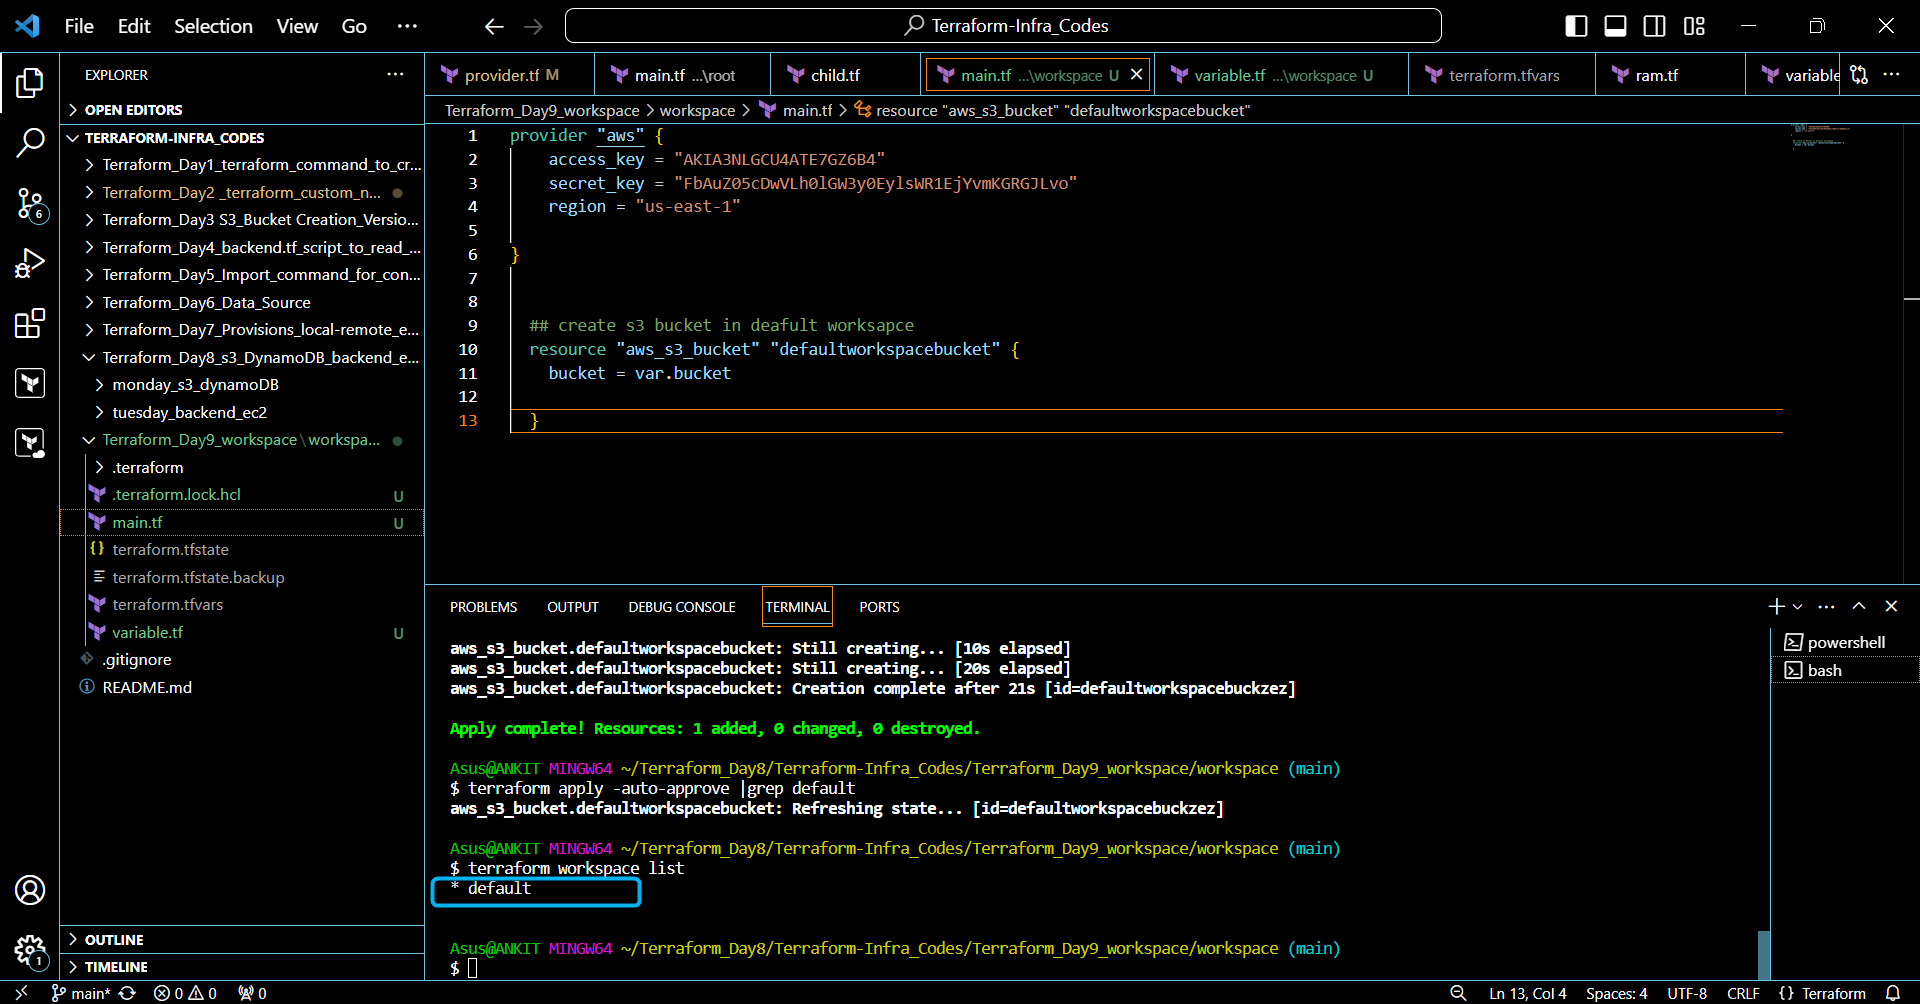 File Edit Selection View Go ···
Terraform-Infra_Codes
EXPLORER
OPEN EDITORS
TERRAFORM-INFRA_CODES
Terraform_Day1_terraform_command_to_cr...
Terraform_Day2 _terraform_custom_n...
Terraform_Day3 S3_Bucket Creation_Versio...
Terraform_Day4_backend.tf_script_to_read_...
Terraform_Day5_Import_command_for_con...
Terraform_Day6_Data_Source
Terraform_Day7_Provisions_local-remote_e...
Terraform_Day8_s3_DynamoDB_backend_e...
monday_s3_dynamoDB
tuesday_backend_ec2
Terraform_Day9_workspace\workspa...
.terraform
.terraform.lock.hcl U
main.tf U
terraform.tfstate
terraform.tfstate.backup
terraform.tfvars
variable.tf U
.gitignore
README.md
OUTLINE
TIMELINE
6
1
provider.tf M main.tf ...\root child.tf main.tf ...\workspace U variable.tf ...\workspace U terraform.tfvars ram.tf variable
Terraform_Day9_workspace > workspace > main.tf > resource "aws_s3_bucket" "defaultworkspacebucket"
1 provider "aws" {
2 access_key =
3 secret_key =
4 region = "us-east-1"
5
6 }
7
8
9 ## create s3 bucket in deafult worksapce
10 resource "aws_s3_bucket" "defaultworkspacebucket" {
11 bucket = var.bucket
12
13 }
PROBLEMS OUTPUT DEBUG CONSOLE TERMINAL PORTS
powershell
bash
aws_s3_bucket.defaultworkspacebucket: Still creating... [10s elapsed]
aws_s3_bucket.defaultworkspacebucket: Still creating... [20s elapsed]
aws_s3_bucket.defaultworkspacebucket: Creation complete after 21s [id=defaultworkspacebuckzez]
Apply complete! Resources: 1 added, 0 changed, 0 destroyed.
Asus@ANKIT MINGW64 ~/Terraform_Day8/Terraform-Infra_Codes/Terraform_Day9_workspace/workspace (main)
$ terraform apply -auto-approve |grep default
aws_s3_bucket.defaultworkspacebucket: Refreshing state... [id=defaultworkspacebuckzez]
Asus@ANKIT MINGW64 ~/Terraform_Day8/Terraform-Infra_Codes/Terraform_Day9_workspace/workspace (main)
$ terraform workspace list
* default
Asus@ANKIT MINGW64 ~/Terraform_Day8/Terraform-Infra_Codes/Terraform_Day9_workspace/workspace (main)
$
main* 0 0 0 Ln 13, Col 4 Spaces: 4 UTF-8 CRLF {} Terraform